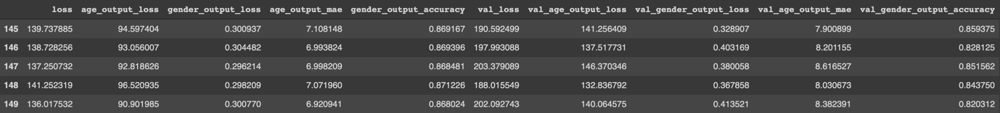 loss age_output_loss gender_output_loss age_output_mae gender_output_accuracy val_loss val_age_output_loss val_gender_output_loss val_age_output_mae val_gender_output_accuracy
145 139.737885 94.597404 0.300937 7.108148 0.869167 190.592499 141.256409 0.328907 7.900899 0.859375
146 138.728256 93.056007 0.304482 6.993824 0.869396 197.993088 137.517731 0.403169 8.201155 0.828125
147 137.250732 92.818626 0.296214 6.998209 0.868481 203.379089 146.370346 0.380058 8.616527 0.851562
148 141.252319 96.520935 0.298209 7.071960 0.871226 188.015549 132.836792 0.367858 8.030673 0.843750
149 136.017532 90.901985 0.300770 6.920941 0.868024 202.092743 140.064575 0.413521 8.382391 0.820312